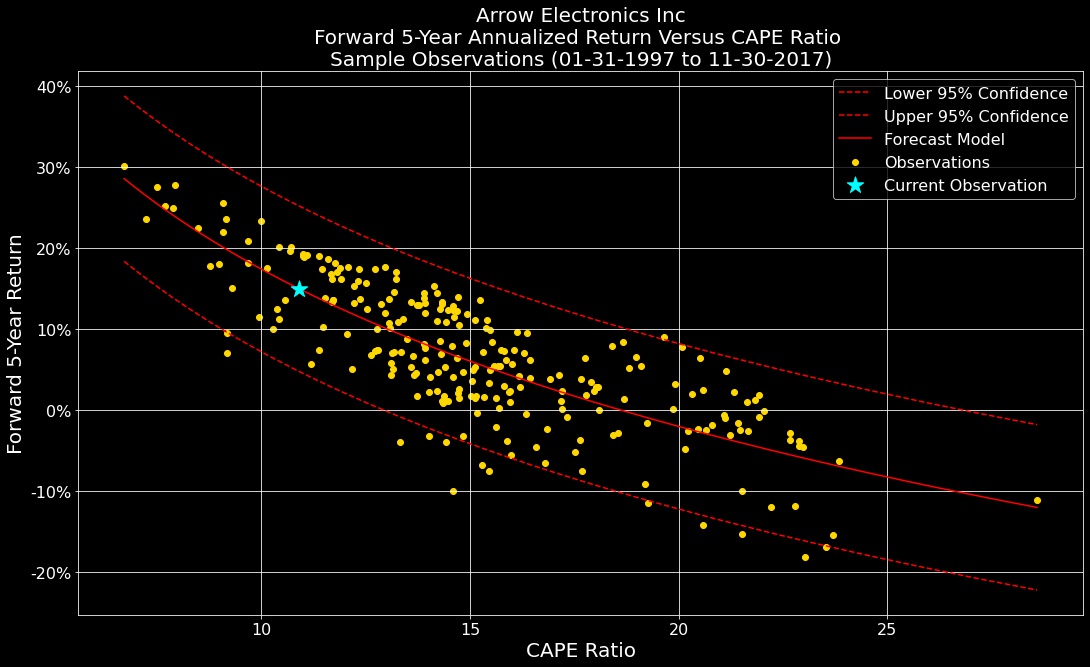 Arrow Electronics Inc
Forward 5-Year Annualized Return Versus CAPE Ratio
Sample Observations (01-31-1997 to 11-30-2017)
Lower 95% Confidence
Upper 95% Confidence
Forecast Model
Observations
Current Observation
Forward 5-Year Return
40%
30%
20%
10%
0%
-10%
-20%
10
15
20
25
CAPE Ratio